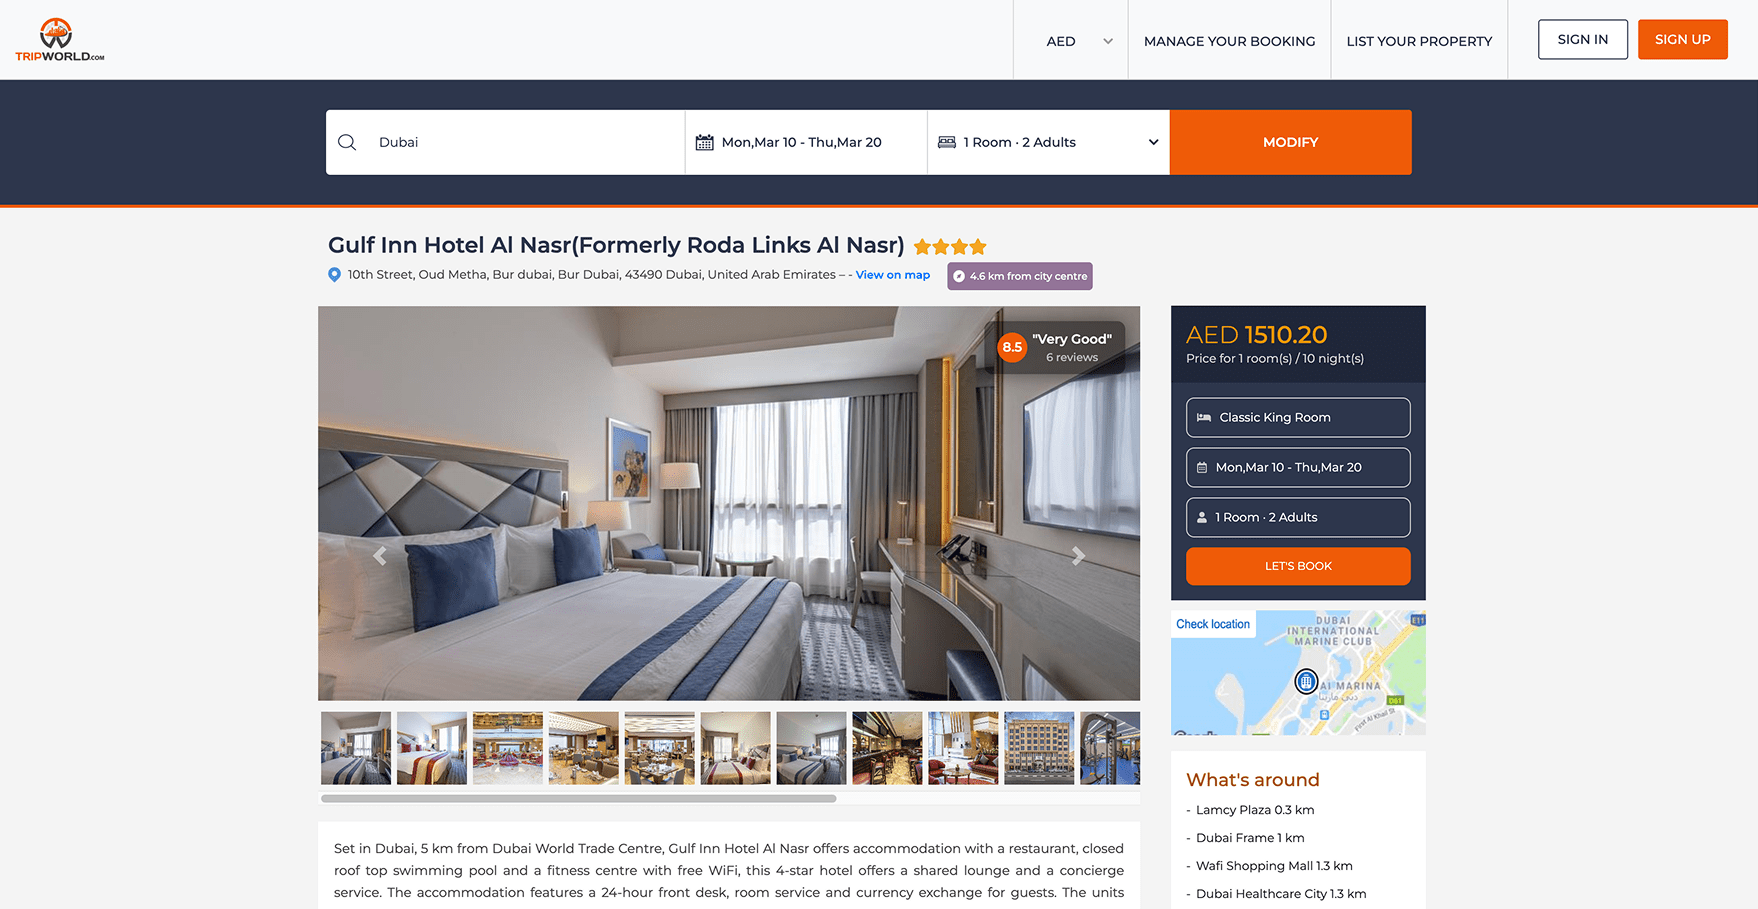 TRIPWORLD.COM
AED
MANAGE YOUR BOOKING
LIST YOUR PROPERTY
SIGN IN
SIGN UP
Dubai
Mon,Mar 10 - Thu,Mar 20
1 Room · 2 Adults
MODIFY
Gulf Inn Hotel Al Nasr(Formerly Roda Links Al Nasr)
10th Street, Oud Metha, Bur dubai, Bur Dubai, 43490 Dubai, United Arab Emirates – - View on map
4.6 km from city centre
8.5
"Very Good"
6 reviews
AED 1510.20
Price for 1 room(s) / 10 night(s)
Classic King Room
Mon,Mar 10 - Thu,Mar 20
1 Room · 2 Adults
LET'S BOOK
Check location
DUBAI
INTERNATIONAL
MARINE CLUB
E11
AI MARINA
دبي مارينا
D81
First Al Khail St
What's around
- Lamcy Plaza 0.3 km
- Dubai Frame 1 km
- Wafi Shopping Mall 1.3 km
- Dubai Healthcare City 1.3 km
Set in Dubai, 5 km from Dubai World Trade Centre, Gulf Inn Hotel Al Nasr offers accommodation with a restaurant, closed
roof top swimming pool and a fitness centre with free WiFi, this 4-star hotel offers a shared lounge and a concierge
service. The accommodation features a 24-hour front desk, room service and currency exchange for guests. The units